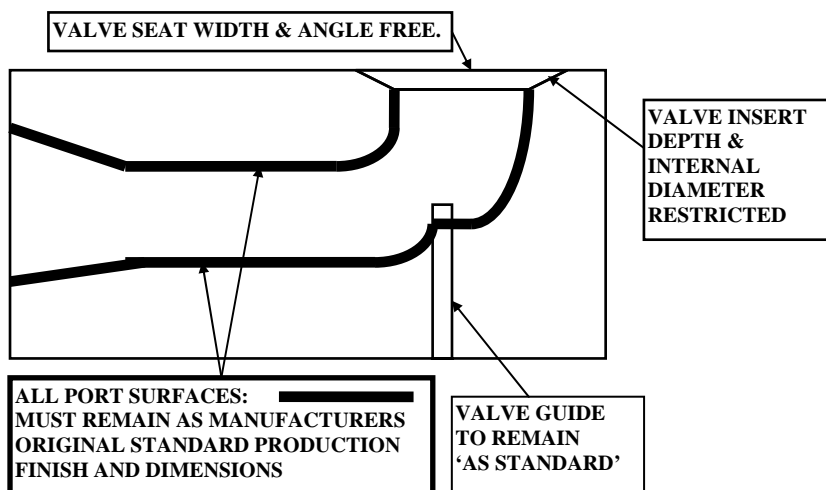 VALVE SEAT WIDTH & ANGLE FREE.
VALVE INSERT
DEPTH &
INTERNAL
DIAMETER
RESTRICTED
ALL PORT SURFACES:
MUST REMAIN AS MANUFACTURERS
ORIGINAL STANDARD PRODUCTION
FINISH AND DIMENSIONS
VALVE GUIDE
TO REMAIN
‘AS STANDARD’